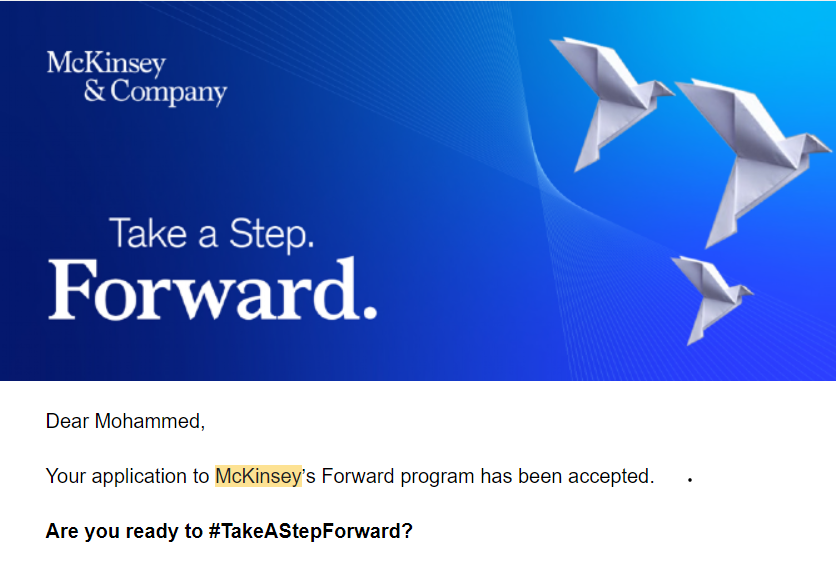 McKinsey
& Company
Take a Step.
Forward.
Dear Mohammed,
Your application to McKinsey's Forward program has been accepted.
Are you ready to #TakeAStepForward?